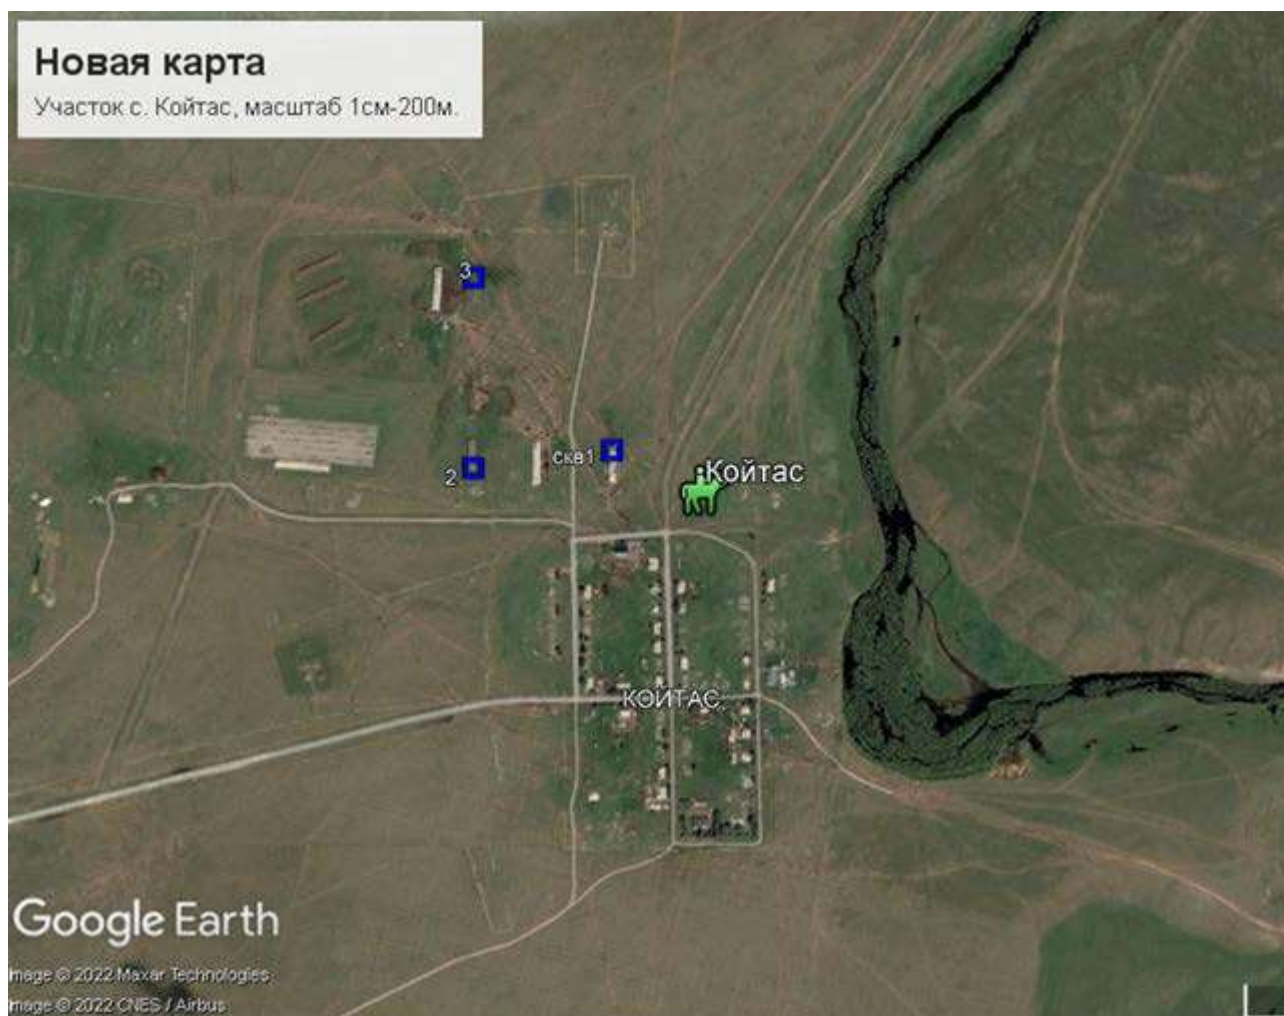 Новая карта
Участок с. Койтас, масштаб 1см-200м.
3
скв1
2
Койтас
КОЙТАС
Google Earth
Image © 2022 Maxar Technologies
Image © 2022 CNES / Airbus